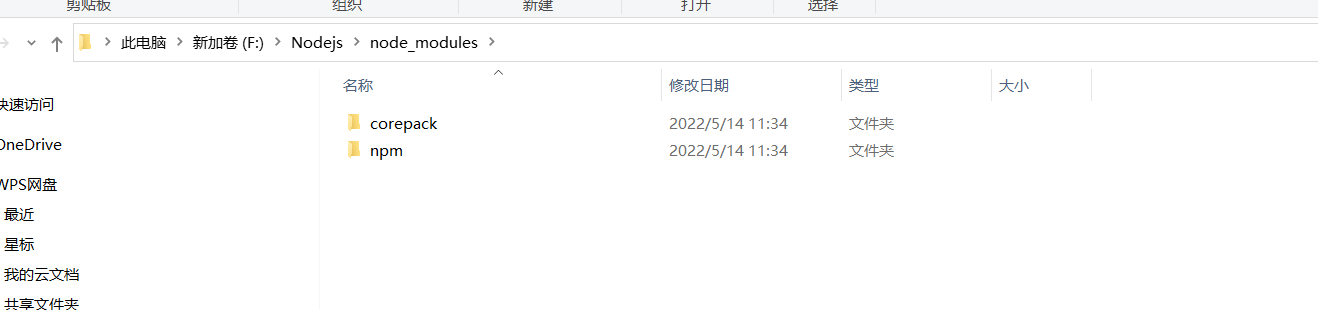 剪贴板 组织 新建 打开 选择
此电脑 新加卷 (F:) Nodejs node_modules
名称 修改日期 类型 大小
快速访问
corepack 2022/5/14 11:34 文件夹
OneDrive
npm 2022/5/14 11:34 文件夹
WPS网盘
最近
星标
我的云文档
共享文件夹